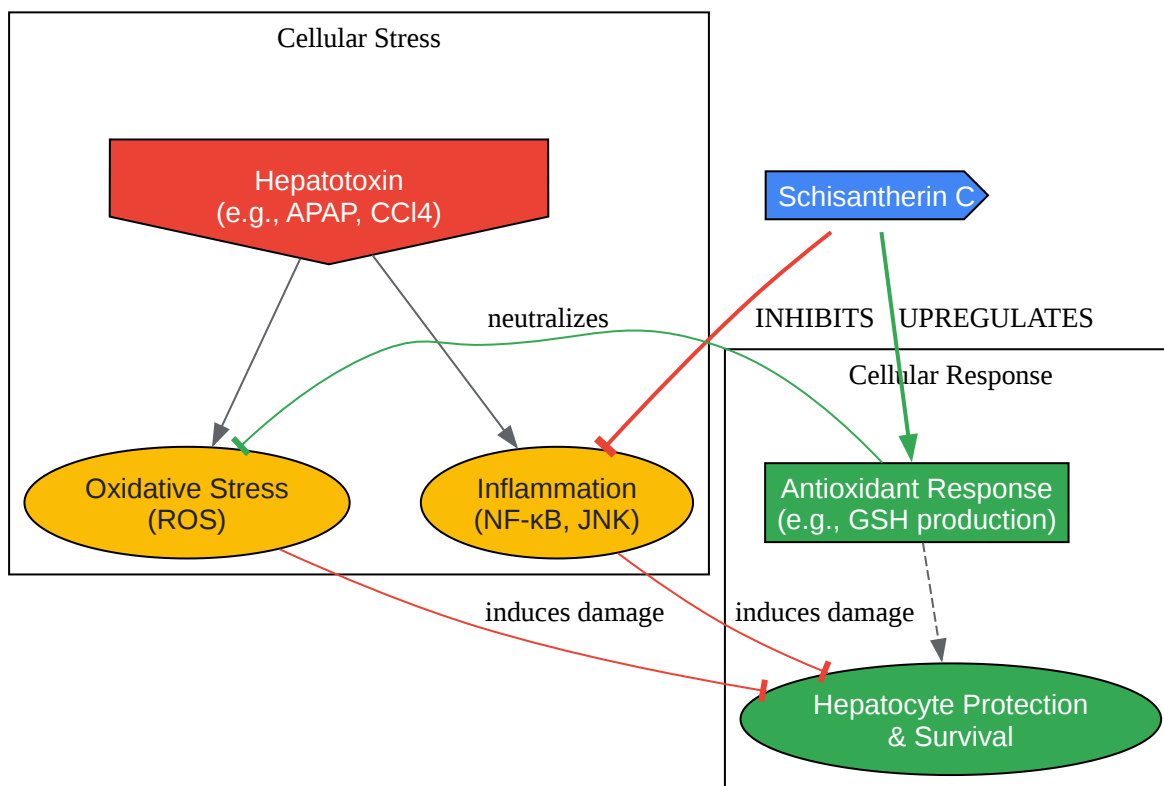 Cellular Stress
Hepatotoxin
(e.g., APAP, CCl4)
Schisantherin C
neutralizes
INHIBITS
UPREGULATES
Cellular Response
Oxidative Stress
(ROS)
Inflammation
(NF-κB, JNK)
Antioxidant Response
(e.g., GSH production)
induces damage
induces damage
Hepatocyte Protection
& Survival